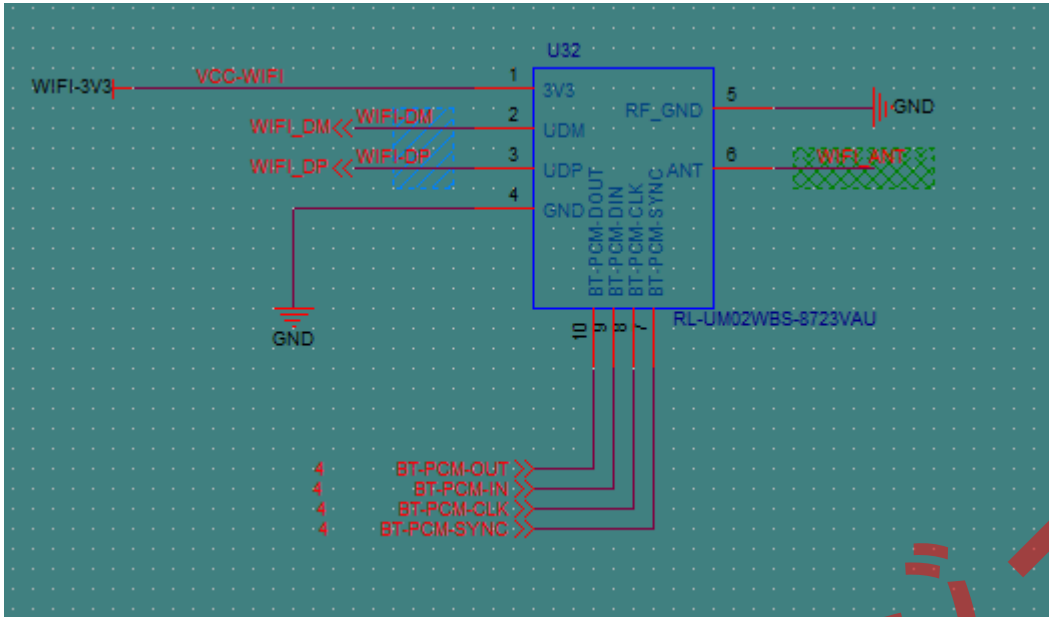 U32
WIFI-3V3
VCC-WIFI
1
3V3
5
RF_GND
GND
WIFI_DM<<
WIFI-DM
2
UDM
WIFI_DP<<
WIFI-DP
3
UDP
6
ANT
WIFI_ANT
4
GND
BT-PCM-DOUT
BT-PCM-DIN
BT-PCM-CLK
BT-PCM-SYNC
GND
10
9
8
7
RL-UM02WBS-8723VAU
4 BT-PCM-OUT
4 BT-PCM-IN
4 BT-PCM-CLK
4 BT-PCM-SYNC